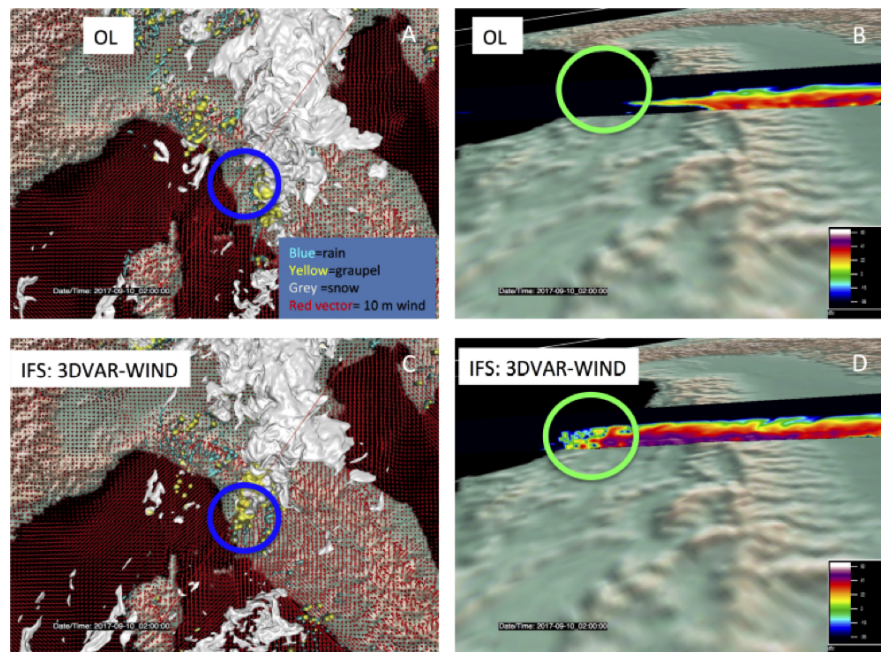 OL
A
Blue=rain
Yellow=graupel
Grey =snow
Red vector= 10 m wind
Date/Time: 2017-09-10_02:00:00
OL
B
Date/Time: 2017-09-10_02:00:00
IFS: 3DVAR-WIND
C
Date/Time: 2017-09-10_02:00:00
IFS: 3DVAR-WIND
D
Date/Time: 2017-09-10_02:00:00